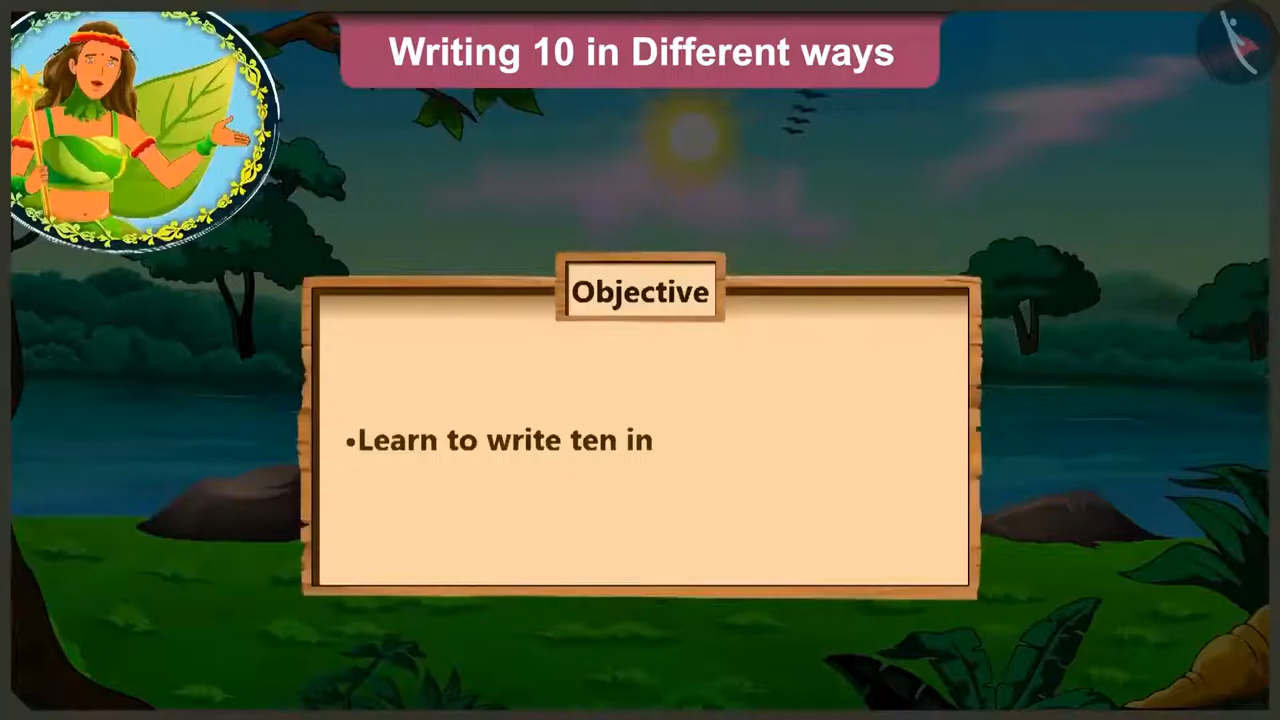 Writing 10 in Different ways
Objective
•Learn to write ten in